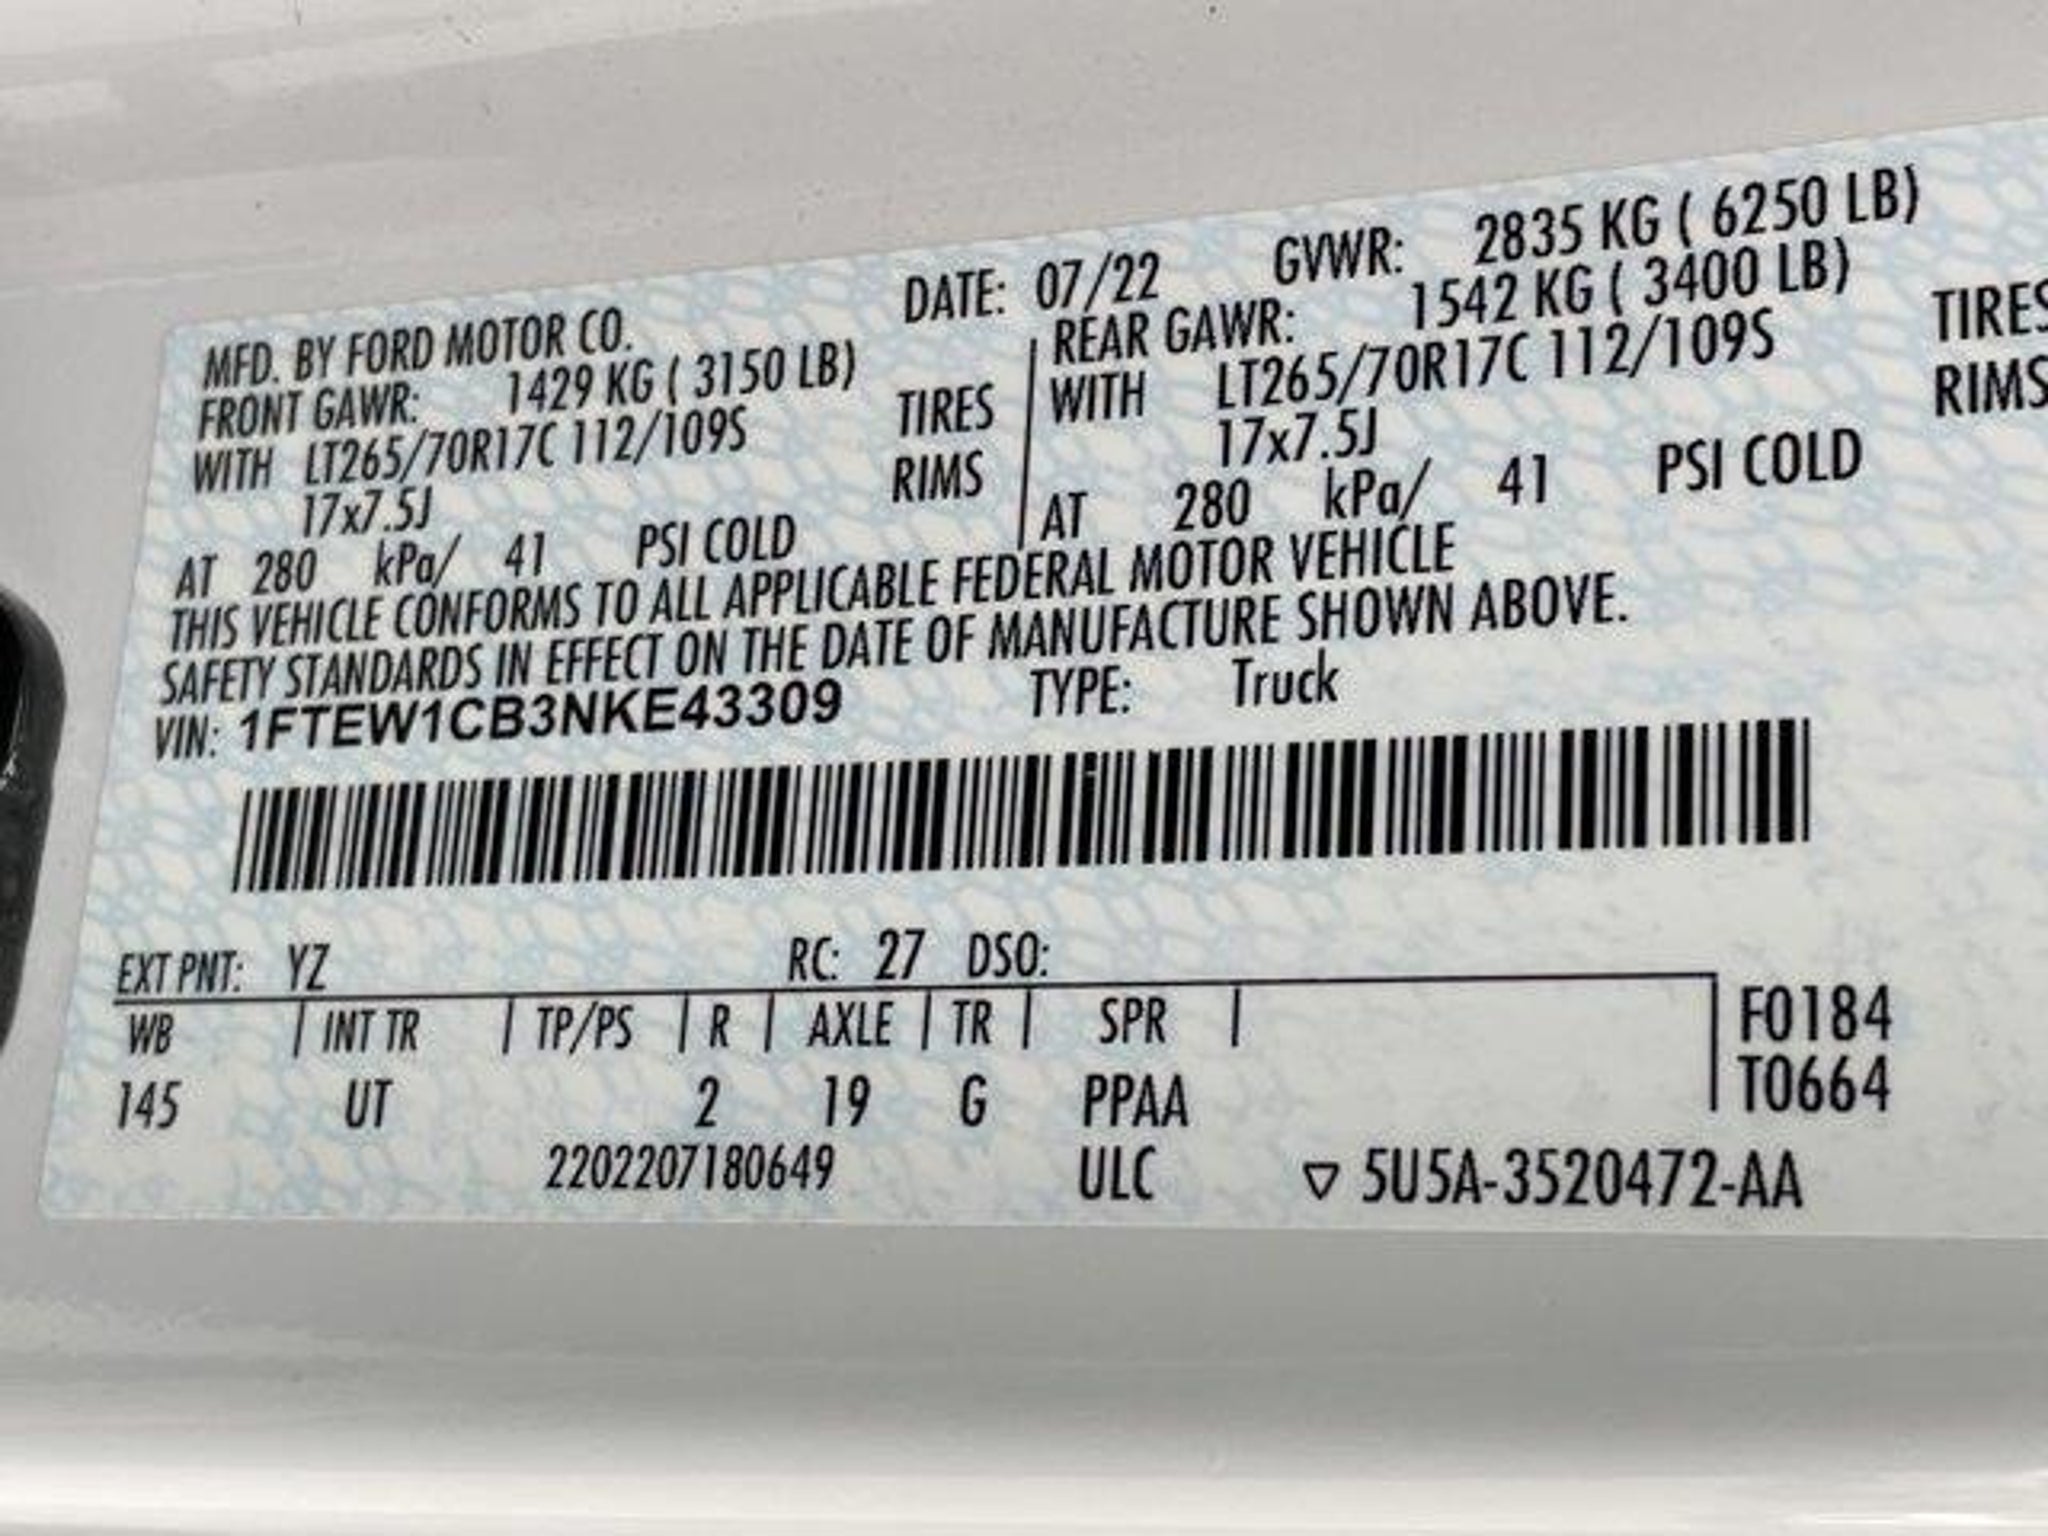 MFD. BY FORD MOTOR CO. DATE: 07/22 GVWR: 2835 KG ( 6250 LB)
FRONT GAWR: 1429 KG ( 3150 LB) REAR GAWR: 1542 KG ( 3400 LB)
WITH LT265/70R17C 112/109S TIRES WITH LT265/70R17C 112/109S TIRES
17x7.5J RIMS 17x7.5J RIMS
AT 280 kPa/ 41 PSI COLD AT 280 kPa/ 41 PSI COLD
THIS VEHICLE CONFORMS TO ALL APPLICABLE FEDERAL MOTOR VEHICLE
SAFETY STANDARDS IN EFFECT ON THE DATE OF MANUFACTURE SHOWN ABOVE.
VIN: 1FTEW1CB3NKE43309 TYPE: Truck
EXT PNT: YZ RC: 27 DSO:
WB | INT TR | TP/PS | R | AXLE | TR | SPR | F0184
145 UT 2 19 G PPAA T0664
2202207180649 ULC ▽ 5U5A-3520472-AA